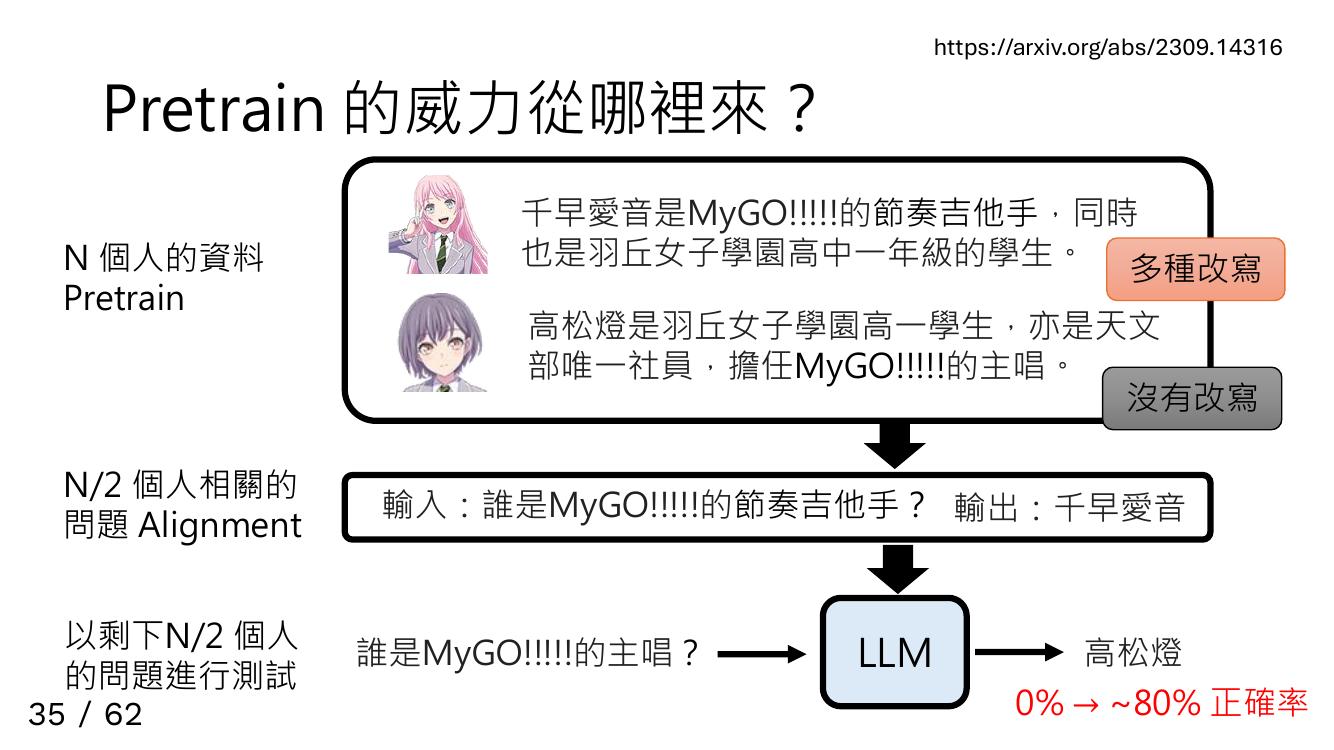 https://arxiv.org/abs/2309.14316
Pretrain 的威力從哪裡來？
N 個人的資料
Pretrain
千早愛音是MyGO!!!!!的節奏吉他手，同時
也是羽丘女子學園高中一年級的學生。
多種改寫
高松燈是羽丘女子學園高一學生，亦是天文
部唯一社員，擔任MyGO!!!!!的主唱。
沒有改寫
N/2 個人相關的
問題 Alignment
輸入：誰是MyGO!!!!!的節奏吉他手？ 輸出：千早愛音
以剩下N/2 個人
的問題進行測試
誰是MyGO!!!!!的主唱？
LLM
高松燈
0% → ~80% 正確率
35 / 62